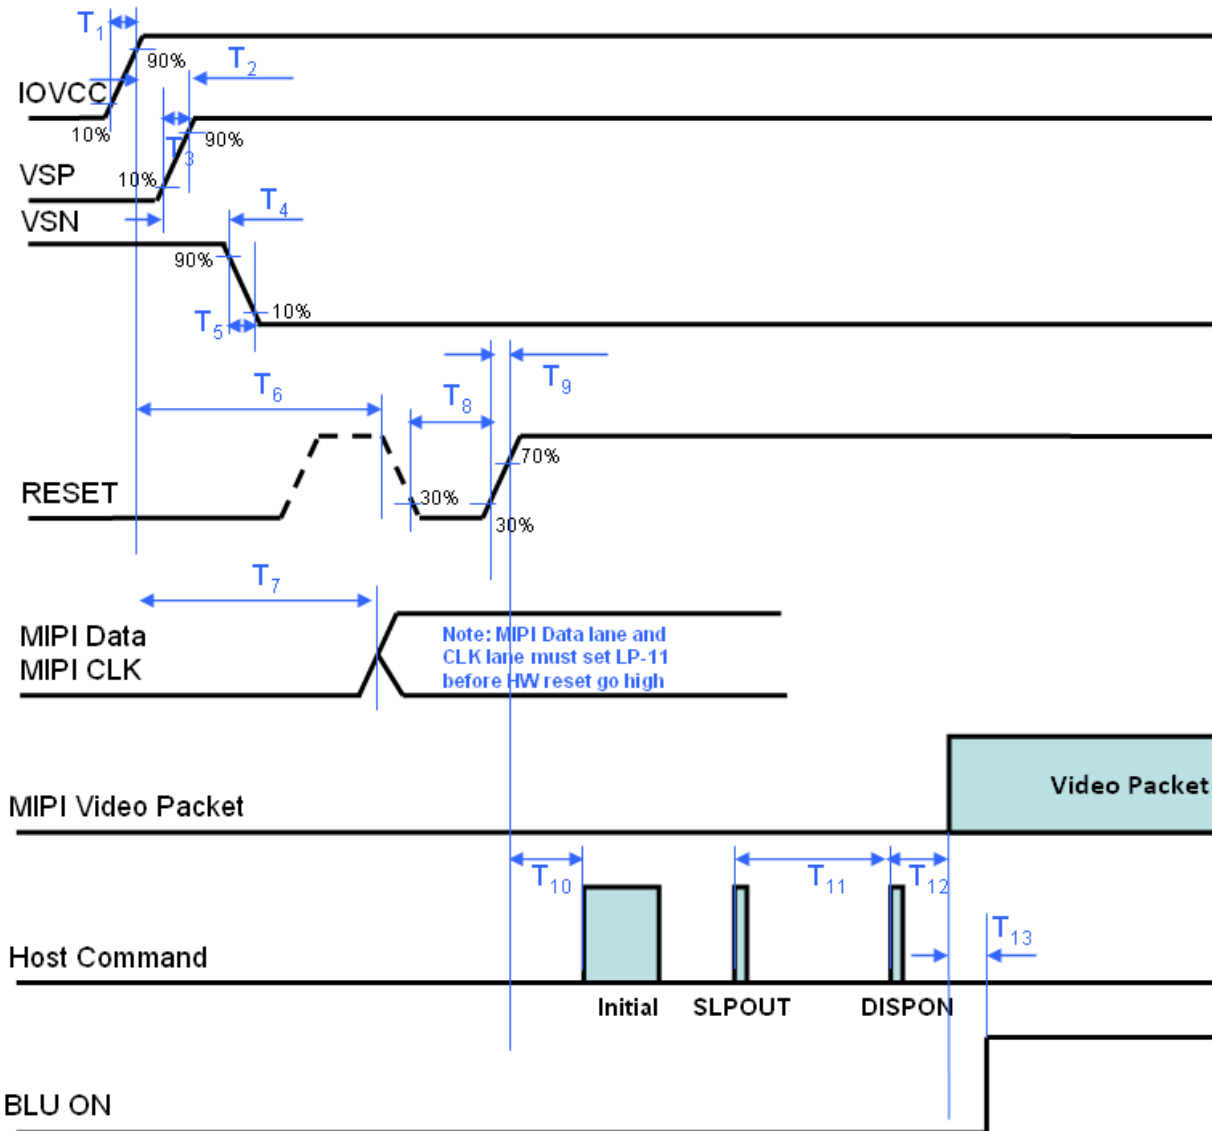 T1
90%
T2
IOVCC
10%
T3
90%
VSP
10%
T4
VSN
90%
10%
T5
T9
T6
T8
70%
RESET
30%
30%
T7
MIPI Data
MIPI CLK
Note: MIPI Data lane and
CLK lane must set LP-11
before HW reset go high
Video Packet
MIPI Video Packet
T10
T11
T12
T13
Host Command
Initial
SLPOUT
DISPON
BLU ON